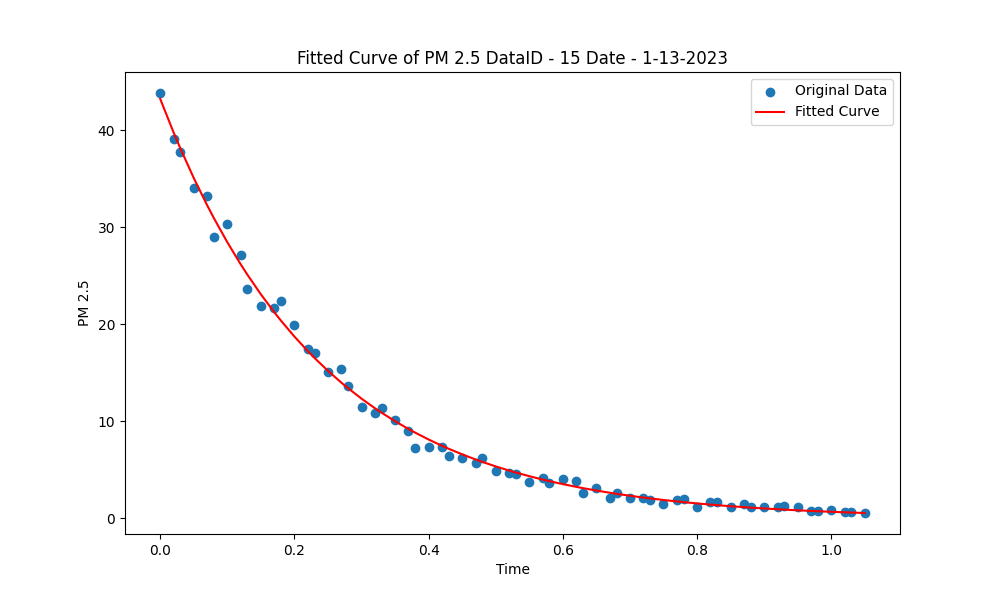 Fitted Curve of PM 2.5 DataID - 15 Date - 1-13-2023
Original Data
Fitted Curve
PM 2.5
40
30
20
10
0
0.0 0.2 0.4 0.6 0.8 1.0
Time